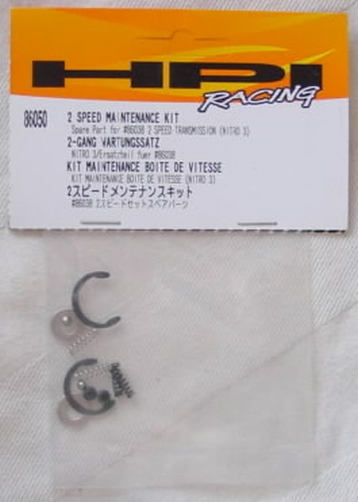 HPI
RACING
86050
2 SPEED MAINTENANCE KIT
Spare Part for #86038 2 SPEED TRANSMISSION (NITRO 3)
2-GANG WARTUNGSSATZ
NITRO 3/Ersatzteil fuer #86038
KIT MAINTENANCE BOITE DE VITESSE
KIT MAINTENANCE BOITE DE VITESSE (NITRO 3)
2スピードメンテナンスキット
#86038 2スピードセットスペアパーツ